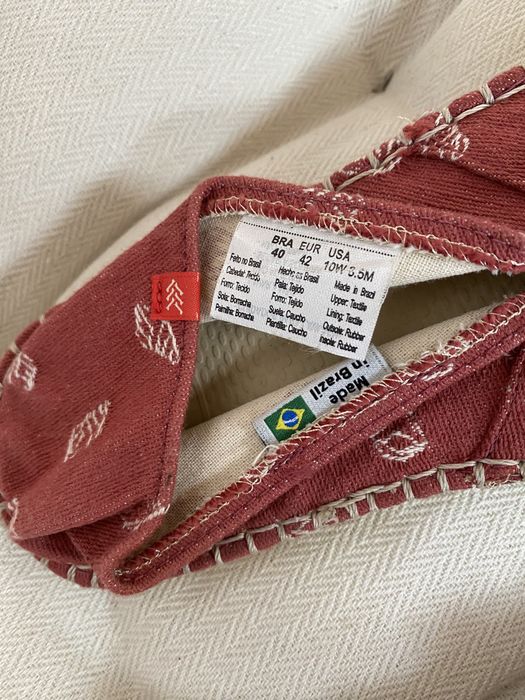 BRA EUR USA
40 42 10W 8.5M
Feito no Brasil Hecho en Brasil Made in Brazil
Cabedal: Tecido Pala: Tejido Upper: Textile
Forro: Tecido Forro: Tejido Lining: Textile
Sola: Borracha Suela: Caucho Outsole: Rubber
Palmilha: Borracha Plantilla: Caucho Insole: Rubber
Made
in Brazil